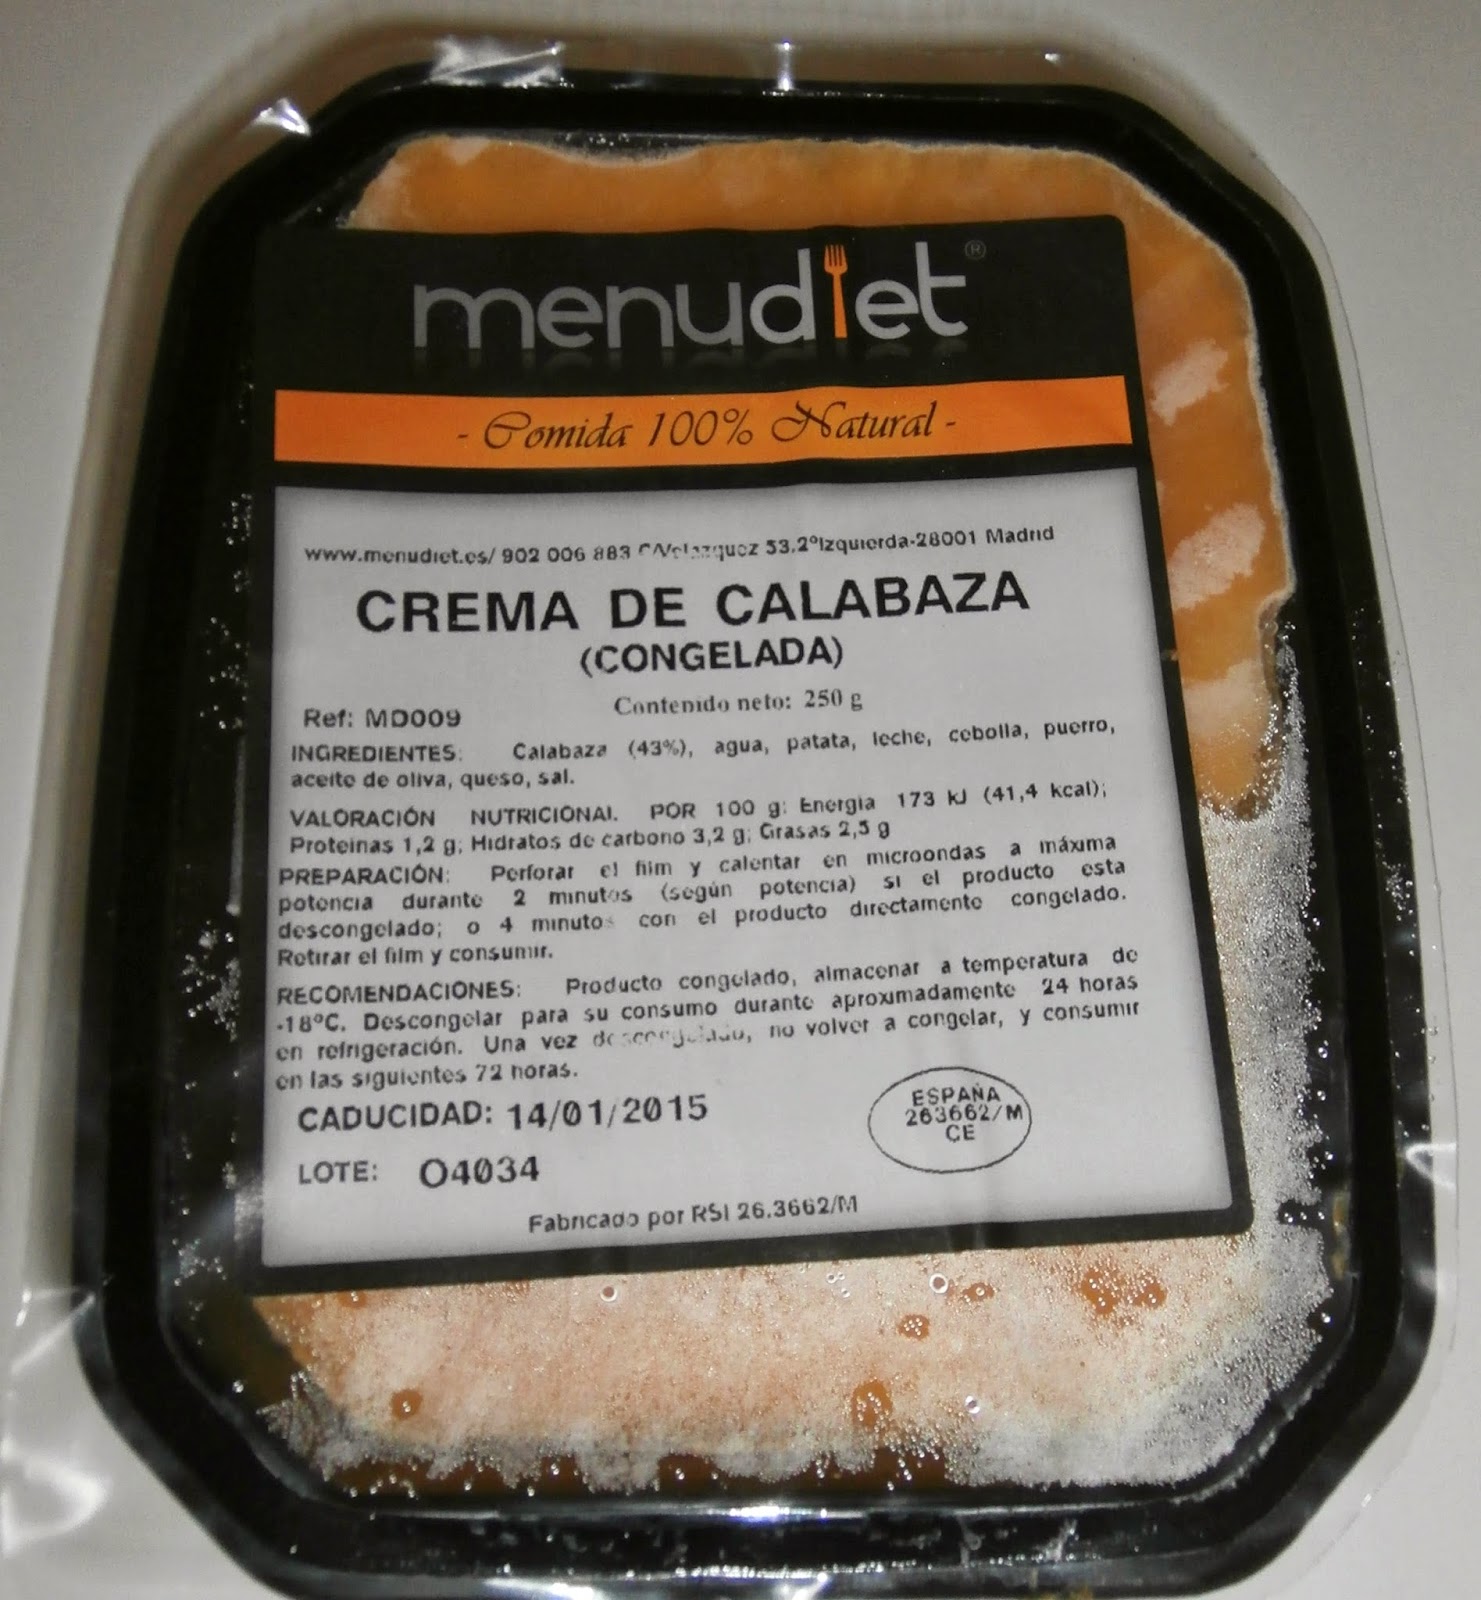 menudiet®
- Comida 100% Natural -
www.menudiet.es/ 902 006 883 C/Velazquez 53,2ºIzquierda-28001 Madrid
CREMA DE CALABAZA
(CONGELADA)
Contenido neto: 250 g
Ref: MD009
INGREDIENTES: Calabaza (43%), agua, patata, leche, cebolla, puerro,
aceite de oliva, queso, sal.
VALORACIÓN NUTRICIONAL POR 100 g: Energia 173 kJ (41,4 kcal);
Proteinas 1,2 g; Hidratos de carbono 3,2 g; Grasas 2,5 g
PREPARACIÓN: Perforar el film y calentar en microondas a máxima
potencia durante 2 minutos (según potencia) si el producto esta
descongelado; o 4 minutos con el producto directamente congelado.
Retirar el film y consumir.
RECOMENDACIONES: Producto congelado, almacenar a temperatura de
-18ºC. Descongelar para su consumo durante aproximadamente 24 horas
en refrigeración. Una vez descongelado, no volver a congelar, y consumir
en las siguientes 72 horas.
CADUCIDAD: 14/01/2015
ESPAÑA
263662/M
CE
LOTE: O4034
Fabricado por RSI 26.3662/M